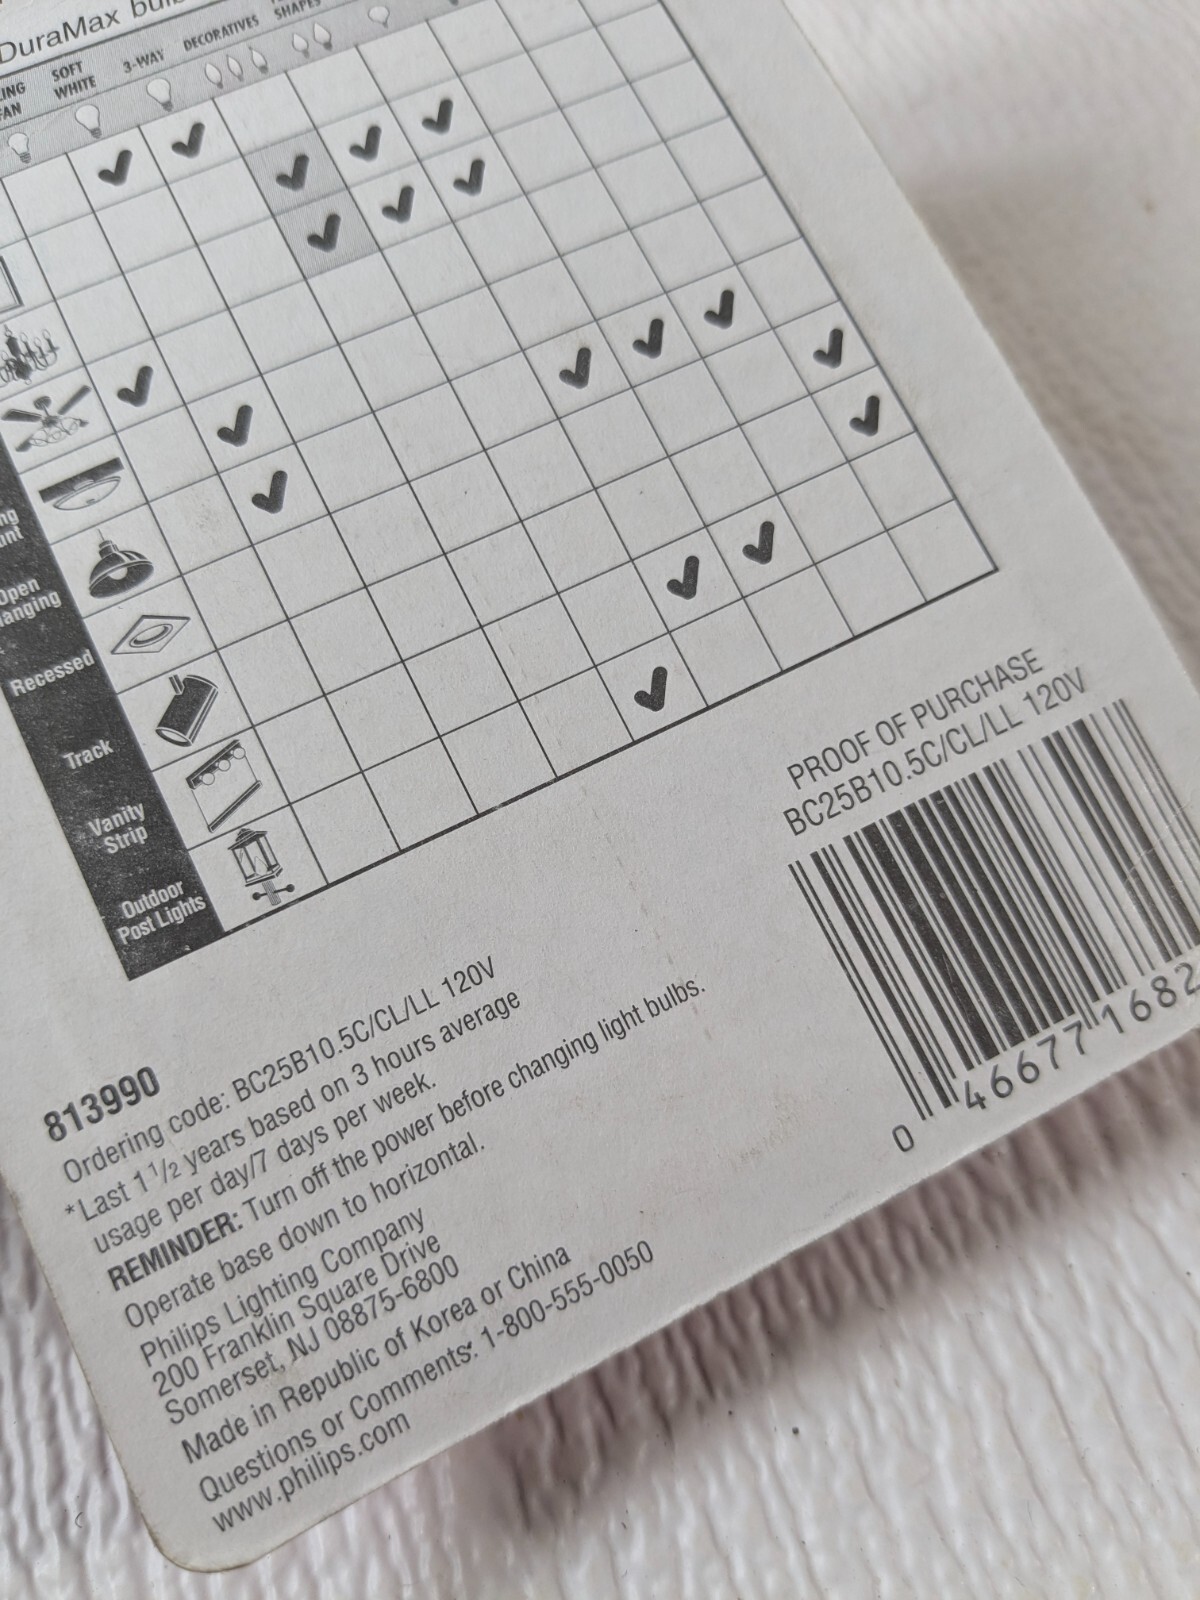 DuraMax
FAN
SOFT
WHITE
3-WAY
DECORATIVES
SHAPES
Open
Hanging
Recessed
Track
Vanity
Strip
Outdoor
Post Lights
PROOF OF PURCHASE
BC25B10.5C/CL/LL 120V
0 46677 1682
813990
Ordering code: BC25B10.5C/CL/LL 120V
*Last 1 1/2 years based on 3 hours average
usage per day/7 days per week.
REMINDER: Turn off the power before changing light bulbs.
Operate base down to horizontal.
Philips Lighting Company
200 Franklin Square Drive
Somerset, NJ 08875-6800
Made in Republic of Korea or China
Questions or Comments: 1-800-555-0050
www.philips.com